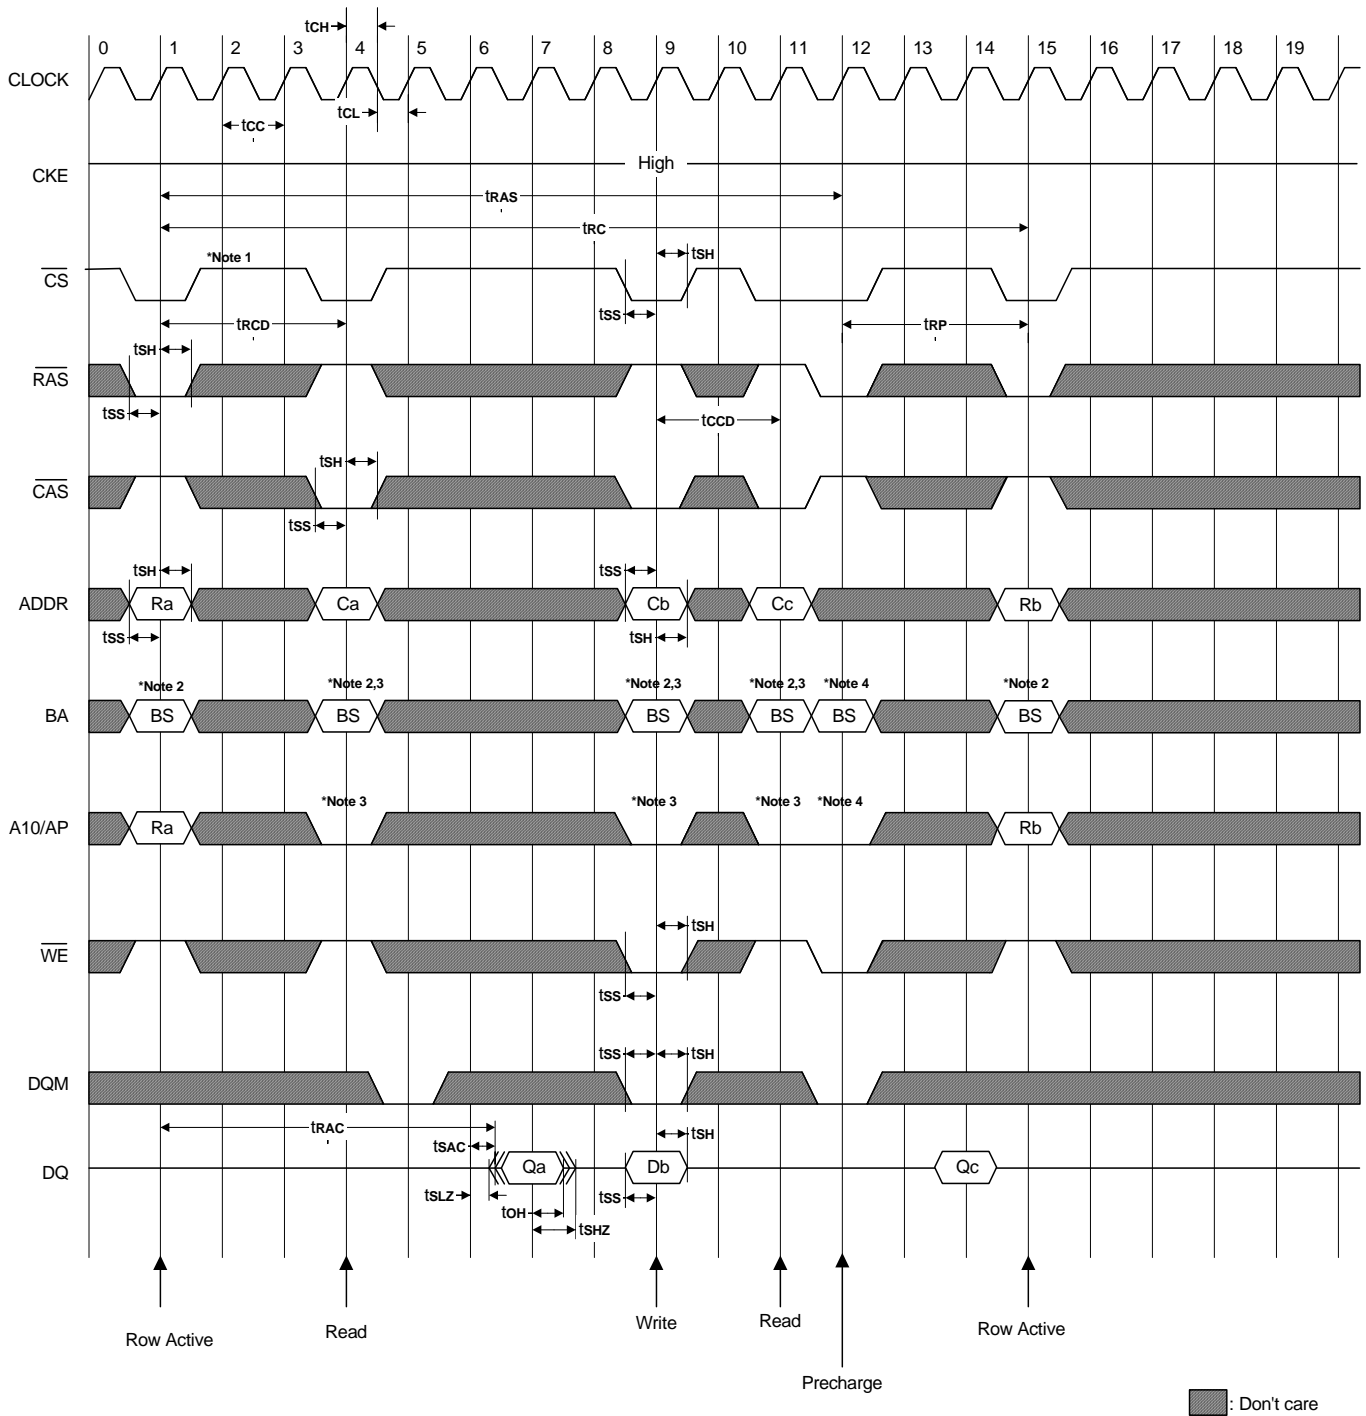 tCH
0 1 2 3 4 5 6 7 8 9 10 11 12 13 14 15 16 17 18 19
CLOCK
tCL
tCC
High
CKE
tRAS
tRC
*Note 1
tSH
CS
tSS
tRCD
tRP
tSH
RAS
tSS
tCCD
tSH
CAS
tSS
tSH
tSS
ADDR
Ra Ca Cb Cc Rb
tSS
tSH
*Note 2 *Note 2,3 *Note 2,3 *Note 2,3 *Note 4 *Note 2
BA
BS BS BS BS BS BS
*Note 3 *Note 3 *Note 3 *Note 4
A10/AP
Ra Rb
tSH
WE
tSS
tSS tSH
DQM
tRAC
tSH
tSAC
DQ
Qa Db Qc
tSLZ
tSS
tOH
tSHZ
Row Active Read Write Read Row Active
Precharge
: Don't care